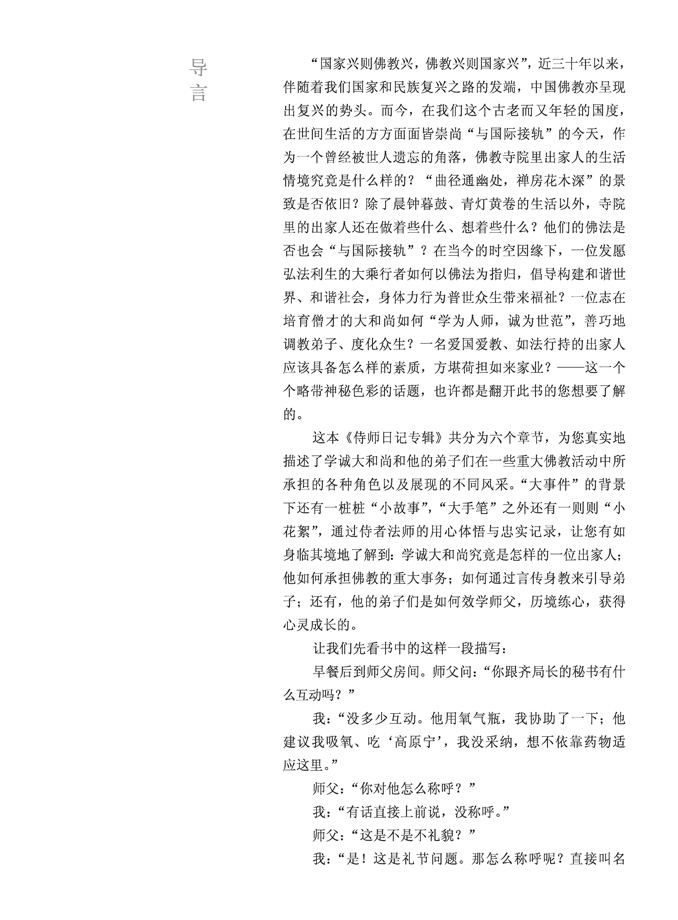 导
言
“国家兴则佛教兴，佛教兴则国家兴”，近三十年以来，
伴随着我们国家和民族复兴之路的发端，中国佛教亦呈现
出复兴的势头。而今，在我们这个古老而又年轻的国度，
在世间生活的方方面面皆崇尚“与国际接轨”的今天，作
为一个曾经被世人遗忘的角落，佛教寺院里出家人的生活
情境究竟是什么样的？“曲径通幽处，禅房花木深”的景
致是否依旧？除了晨钟暮鼓、青灯黄卷的生活以外，寺院
里的出家人还在做着些什么、想着些什么？他们的佛法是
否也会“与国际接轨”？在当今的时空因缘下，一位发愿
弘法利生的大乘行者如何以佛法为指归，倡导构建和谐世
界、和谐社会，身体力行为普世众生带来福祉？一位志在
培育僧才的大和尚如何“学为人师，诚为世范”，善巧地
调教弟子、度化众生？一名爱国爱教、如法行持的出家人
应该具备怎么样的素质，方堪荷担如来家业？——这一个
个略带神秘色彩的话题，也许都是翻开此书的您想要了解
的。
这本《侍师日记专辑》共分为六个章节，为您真实地
描述了学诚大和尚和他的弟子们在一些重大佛教活动中所
承担的各种角色以及展现的不同风采。“大事件”的背景
下还有一桩桩“小故事”，“大手笔”之外还有一则则“小
花絮”，通过侍者法师的用心体悟与忠实记录，让您有如
身临其境地了解到：学诚大和尚究竟是怎样的一位出家人；
他如何承担佛教的重大事务；如何通过言传身教来引导弟
子；还有，他的弟子们是如何效学师父，历境练心，获得
心灵成长的。
让我们先看书中的这样一段描写：
早餐后到师父房间。师父问：“你跟齐局长的秘书有什
么互动吗？”
我：“没多少互动。他用氧气瓶，我协助了一下；他
建议我吸氧、吃‘高原宁’，我没采纳，想不依靠药物适
应这里。”
师父：“你对他怎么称呼？”
我：“有话直接上前说，没称呼。”
师父：“这是不是不礼貌？”
我：“是！这是礼节问题。那怎么称呼呢？直接叫名